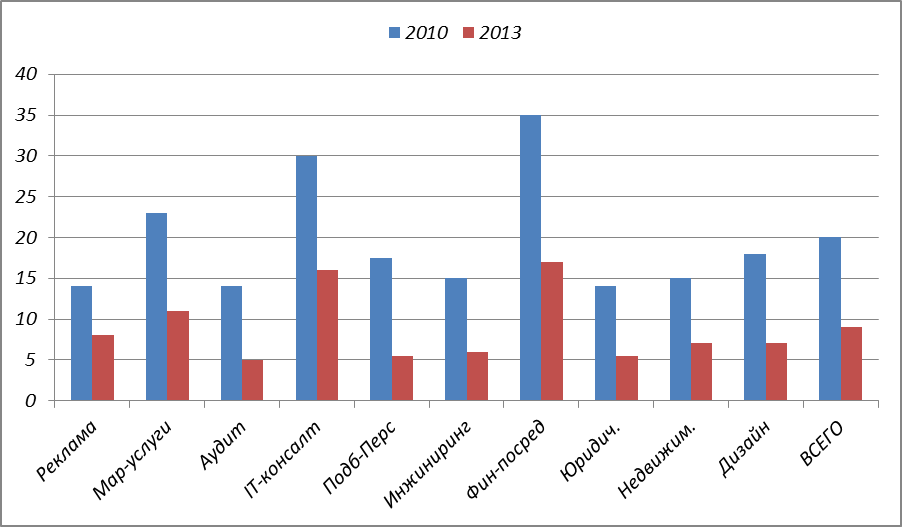 2010 2013
40
35
30
25
20
15
10
5
0
Реклама
Мар-услуги
Аудит
IT-консалт
Подб-Перс
Инжиниринг
Фин-посред
Юридич.
Недвижим.
Дизайн
ВСЕГО